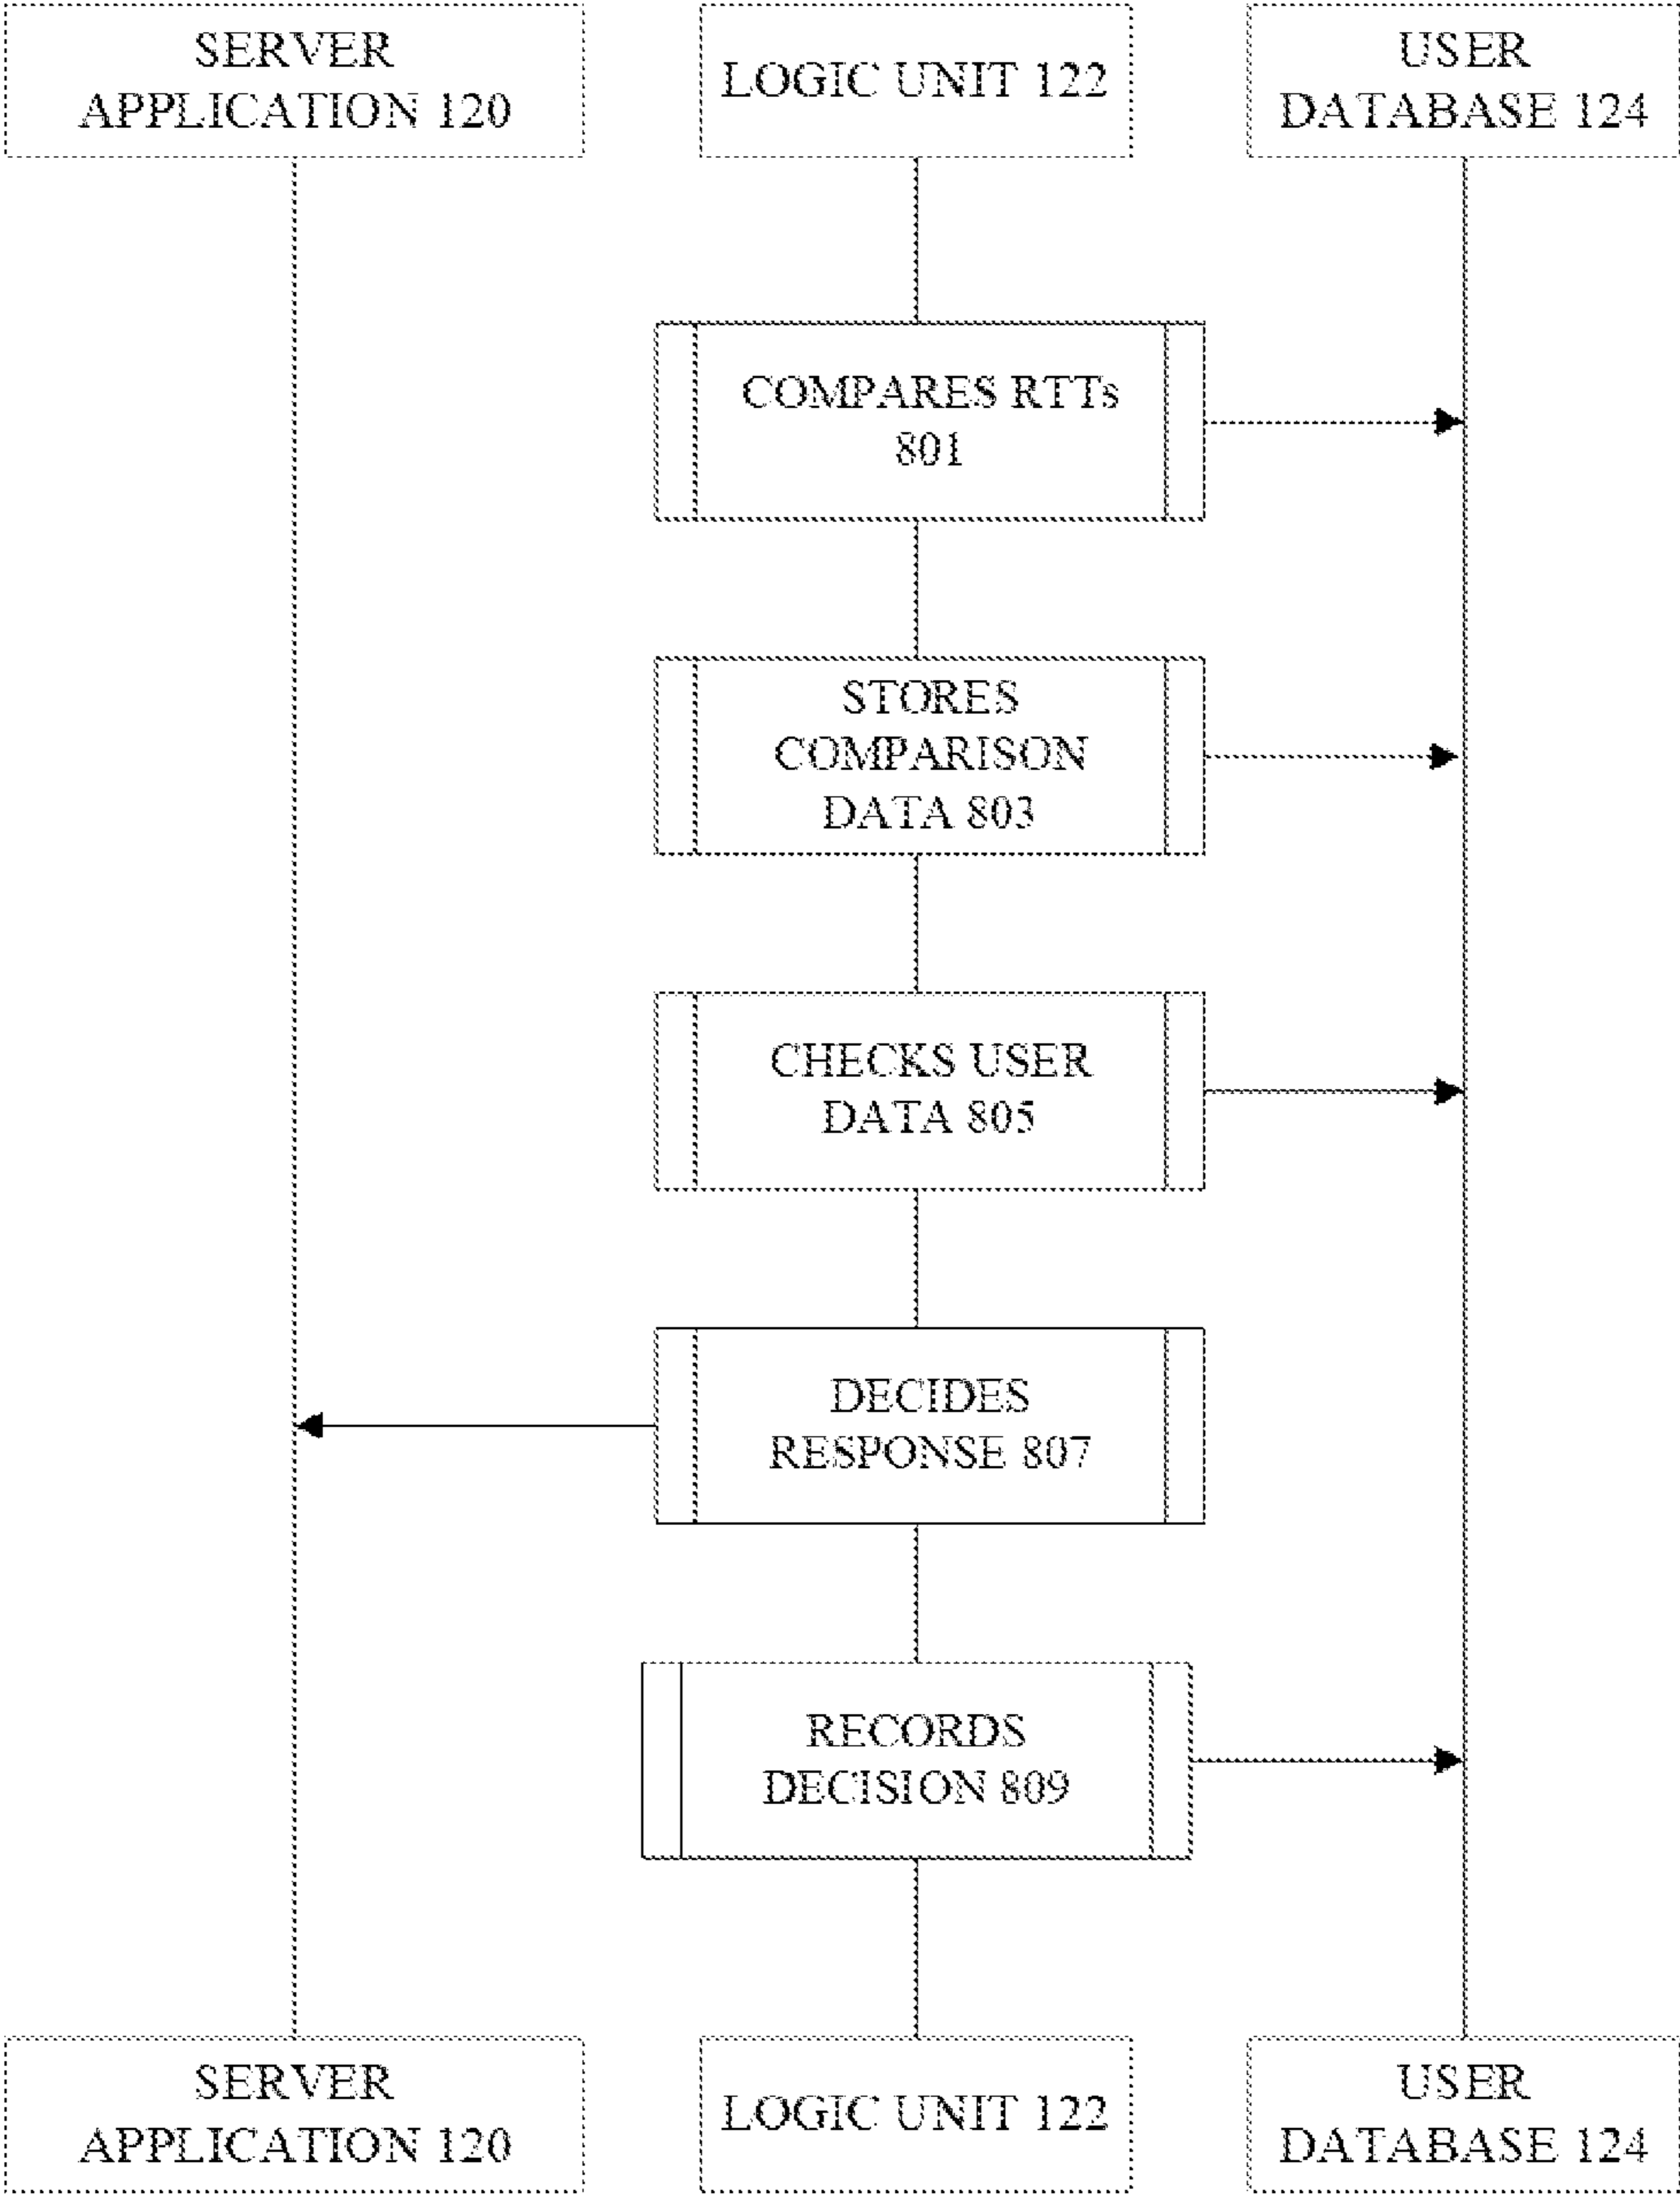 SERVER
APPLICATION 120
LOGIC UNIT 122
USER
DATABASE 124
COMPARES RTTs
801
STORES
COMPARISON
DATA 803
CHECKS USER
DATA 805
DECIDES
RESPONSE 807
RECORDS
DECISION 809
SERVER
APPLICATION 120
LOGIC UNIT 122
USER
DATABASE 124